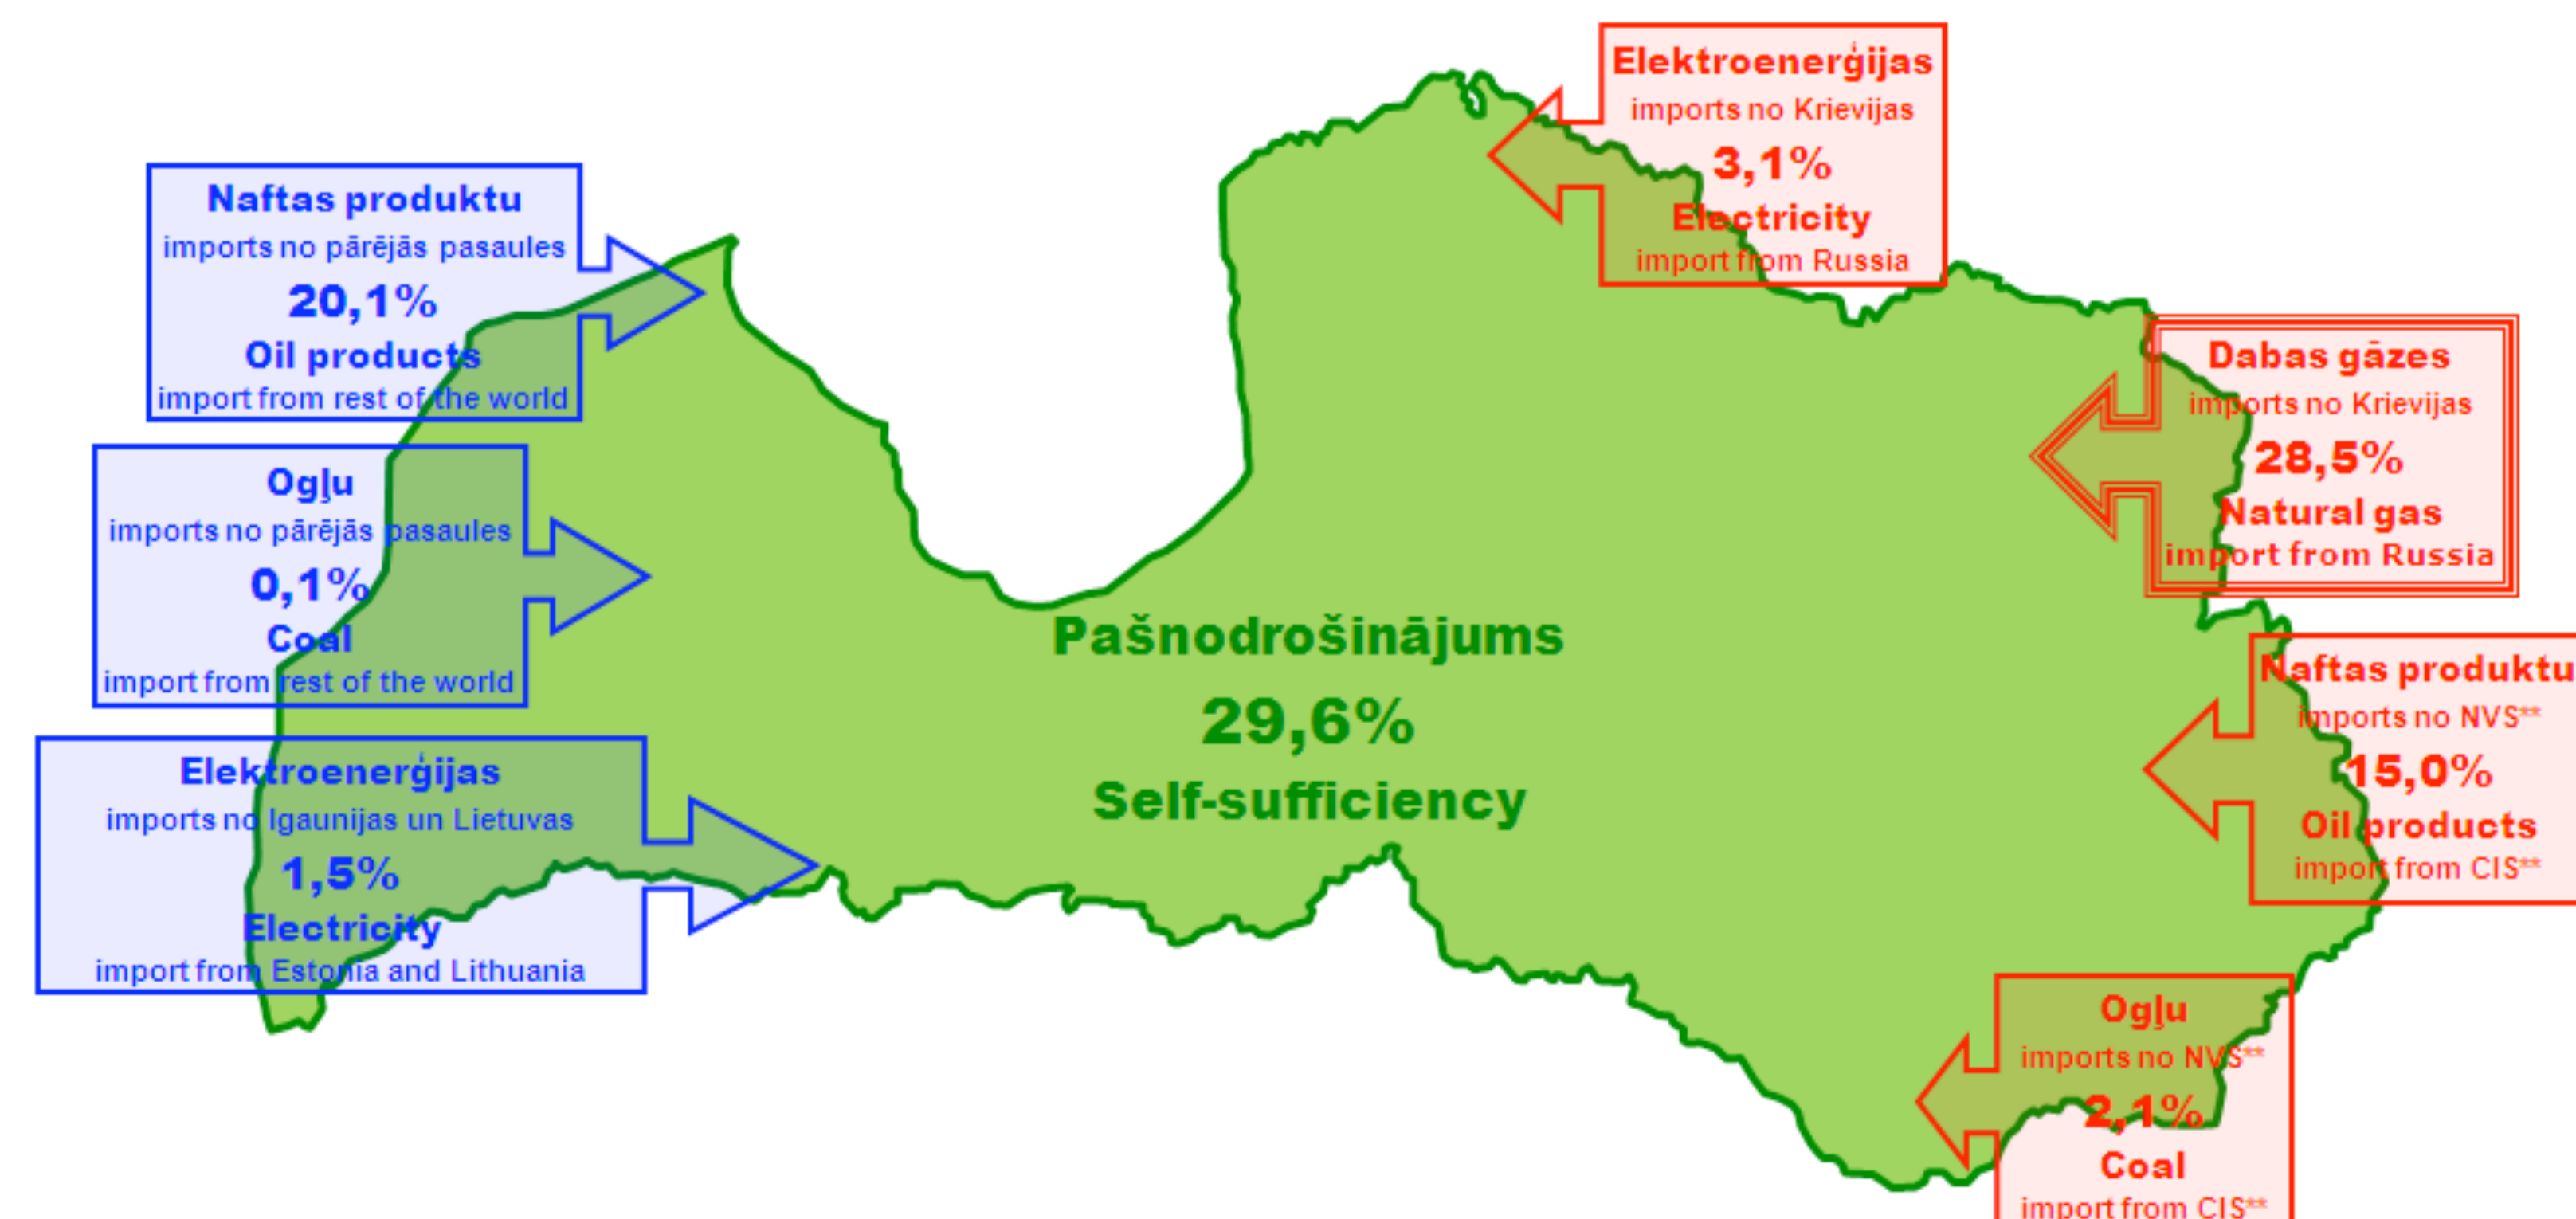 Elektroenerģijas
imports no Krievijas
3,1%
Electricity
import from Russia
Naftas produktu
imports no pārējās pasaules
20,1%
Oil products
import from rest of the world
Dabas gāzes
imports no Krievijas
28,5%
Natural gas
import from Russia
Ogļu
imports no pārējās pasaules
0,1%
Coal
import from rest of the world
Pašnodrošinājums
29,6%
Self-sufficiency
Naftas produktu
imports no NVS**
15,0%
Oil products
import from CIS**
Elektroenerģijas
imports no Igaunijas un Lietuvas
1,5%
Electricity
import from Estonia and Lithuania
Ogļu
imports no NVS**
2,1%
Coal
import from CIS**